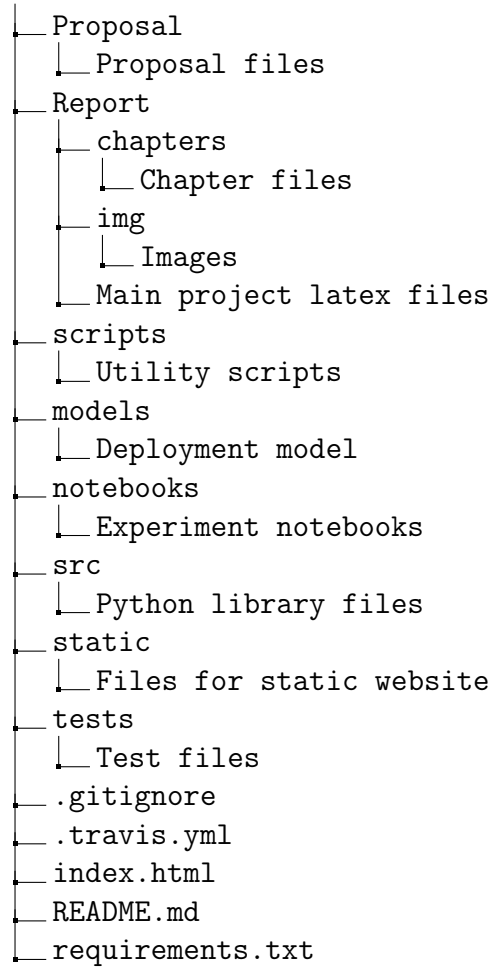 Proposal
Proposal files
Report
chapters
Chapter files
img
Images
Main project latex files
scripts
Utility scripts
models
Deployment model
notebooks
Experiment notebooks
src
Python library files
static
Files for static website
tests
Test files
.gitignore
.travis.yml
index.html
README.md
requirements.txt